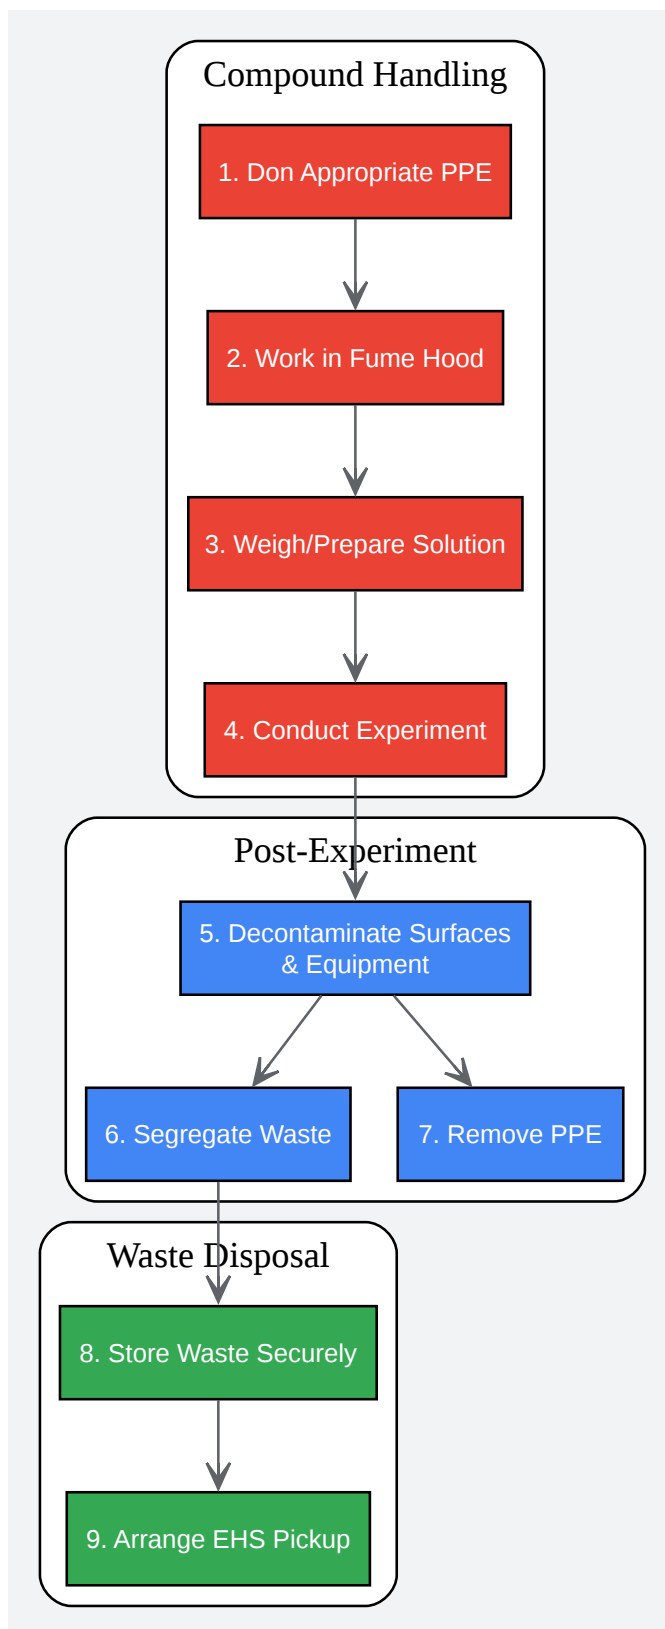 Compound Handling
1. Don Appropriate PPE
2. Work in Fume Hood
3. Weigh/Prepare Solution
4. Conduct Experiment
Post-Experiment
5. Decontaminate Surfaces
& Equipment
6. Segregate Waste
7. Remove PPE
Waste Disposal
8. Store Waste Securely
9. Arrange EHS Pickup